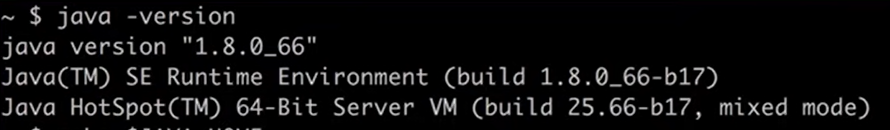 ~ $ java -version
java version "1.8.0_66"
Java(TM) SE Runtime Environment (build 1.8.0_66-b17)
Java HotSpot(TM) 64-Bit Server VM (build 25.66-b17, mixed mode)